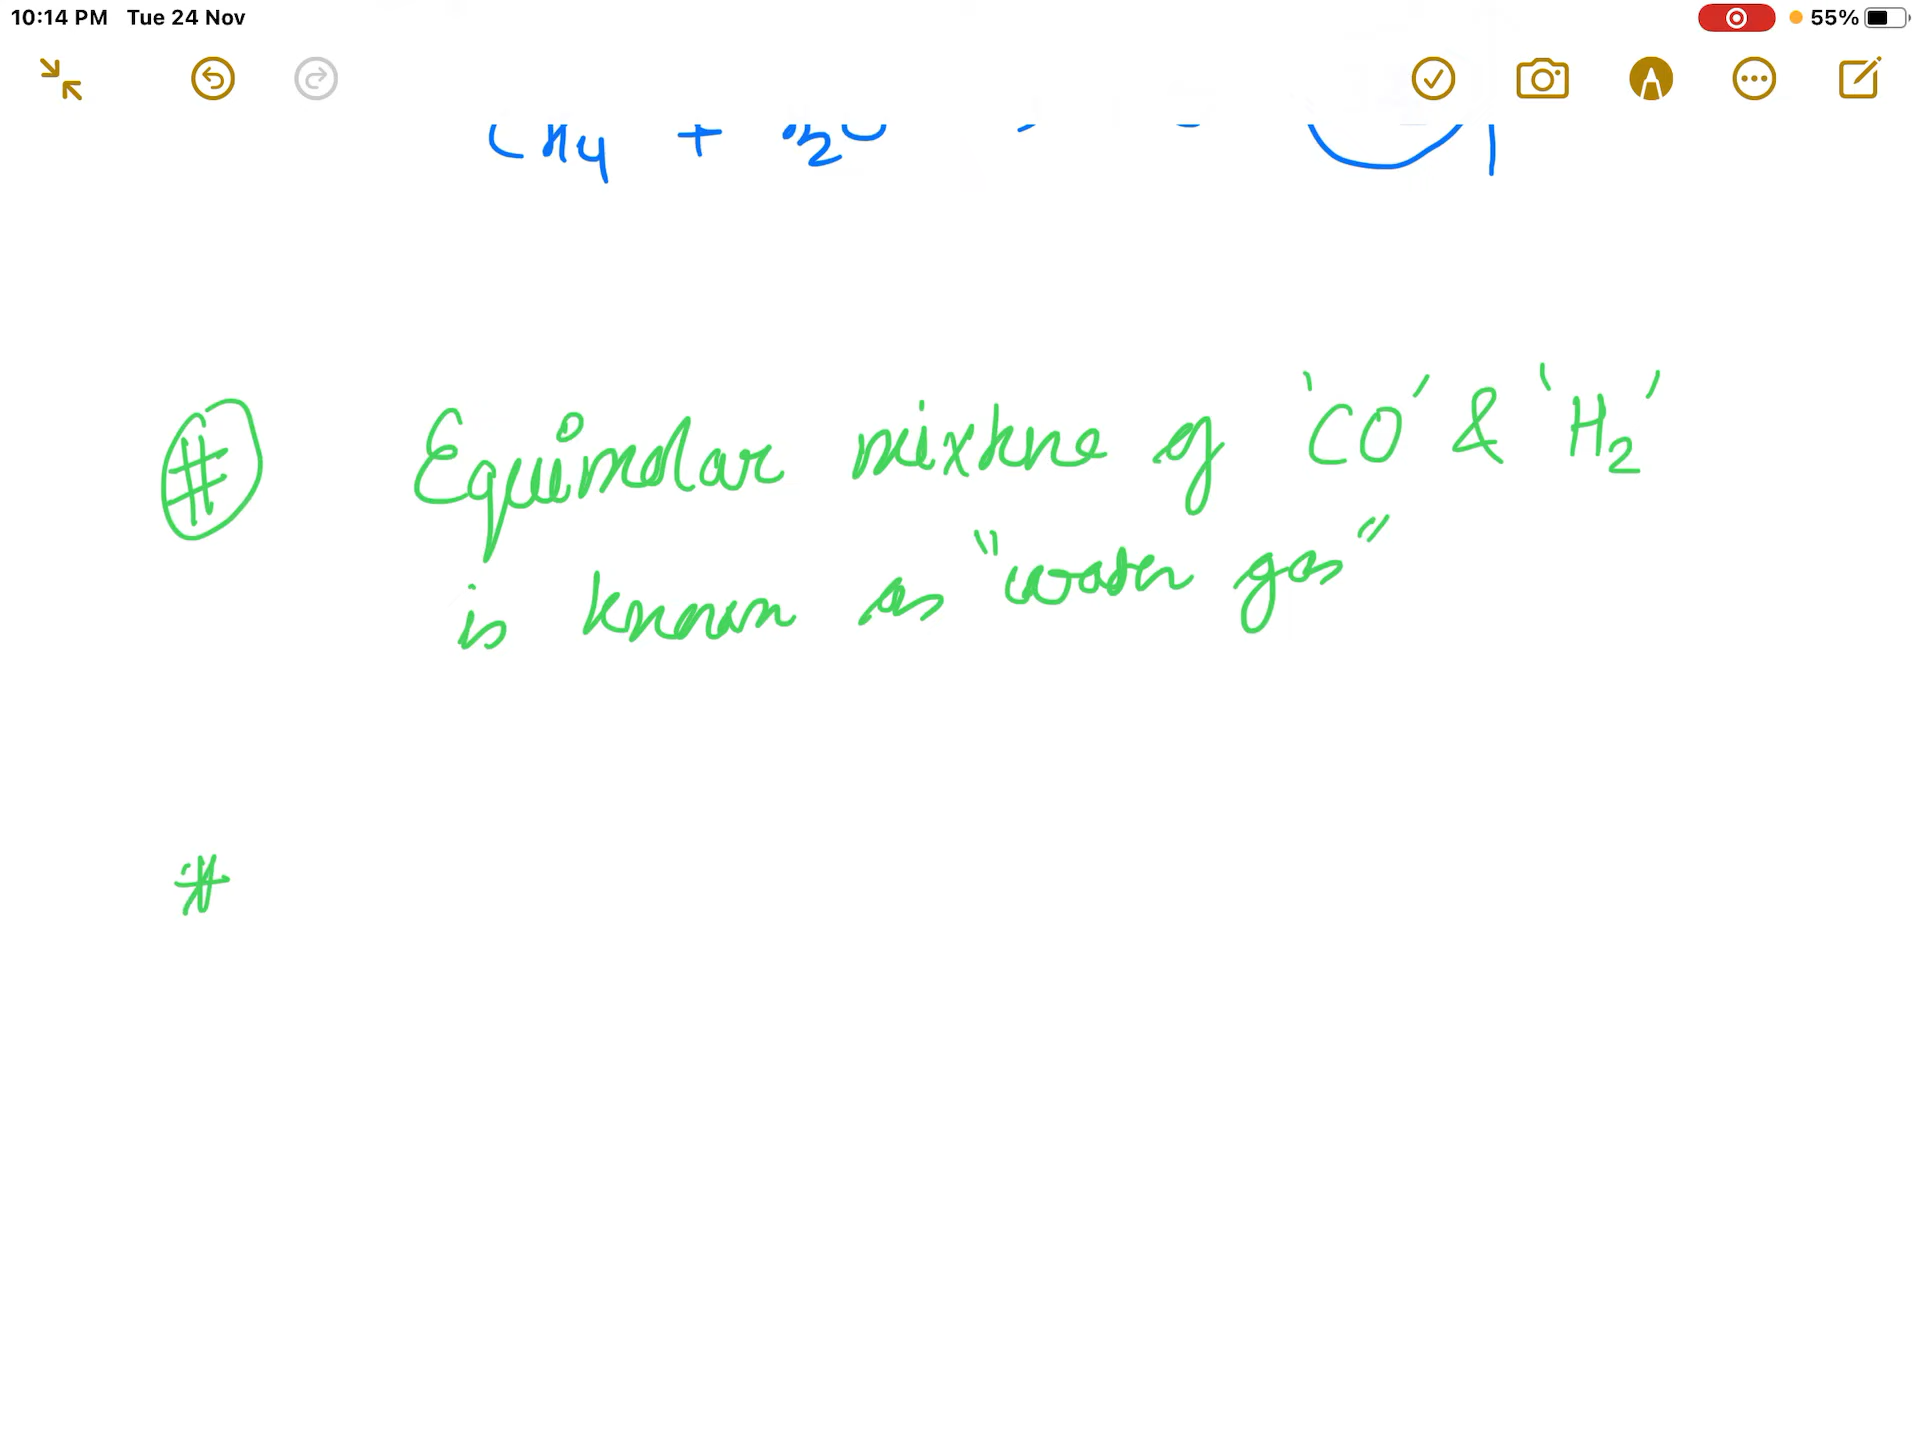 10:14 PM Tue 24 Nov 55%
CH4 + H2O
# Equimolar mixture of 'CO' & 'H2'
is known as "water gas"
#